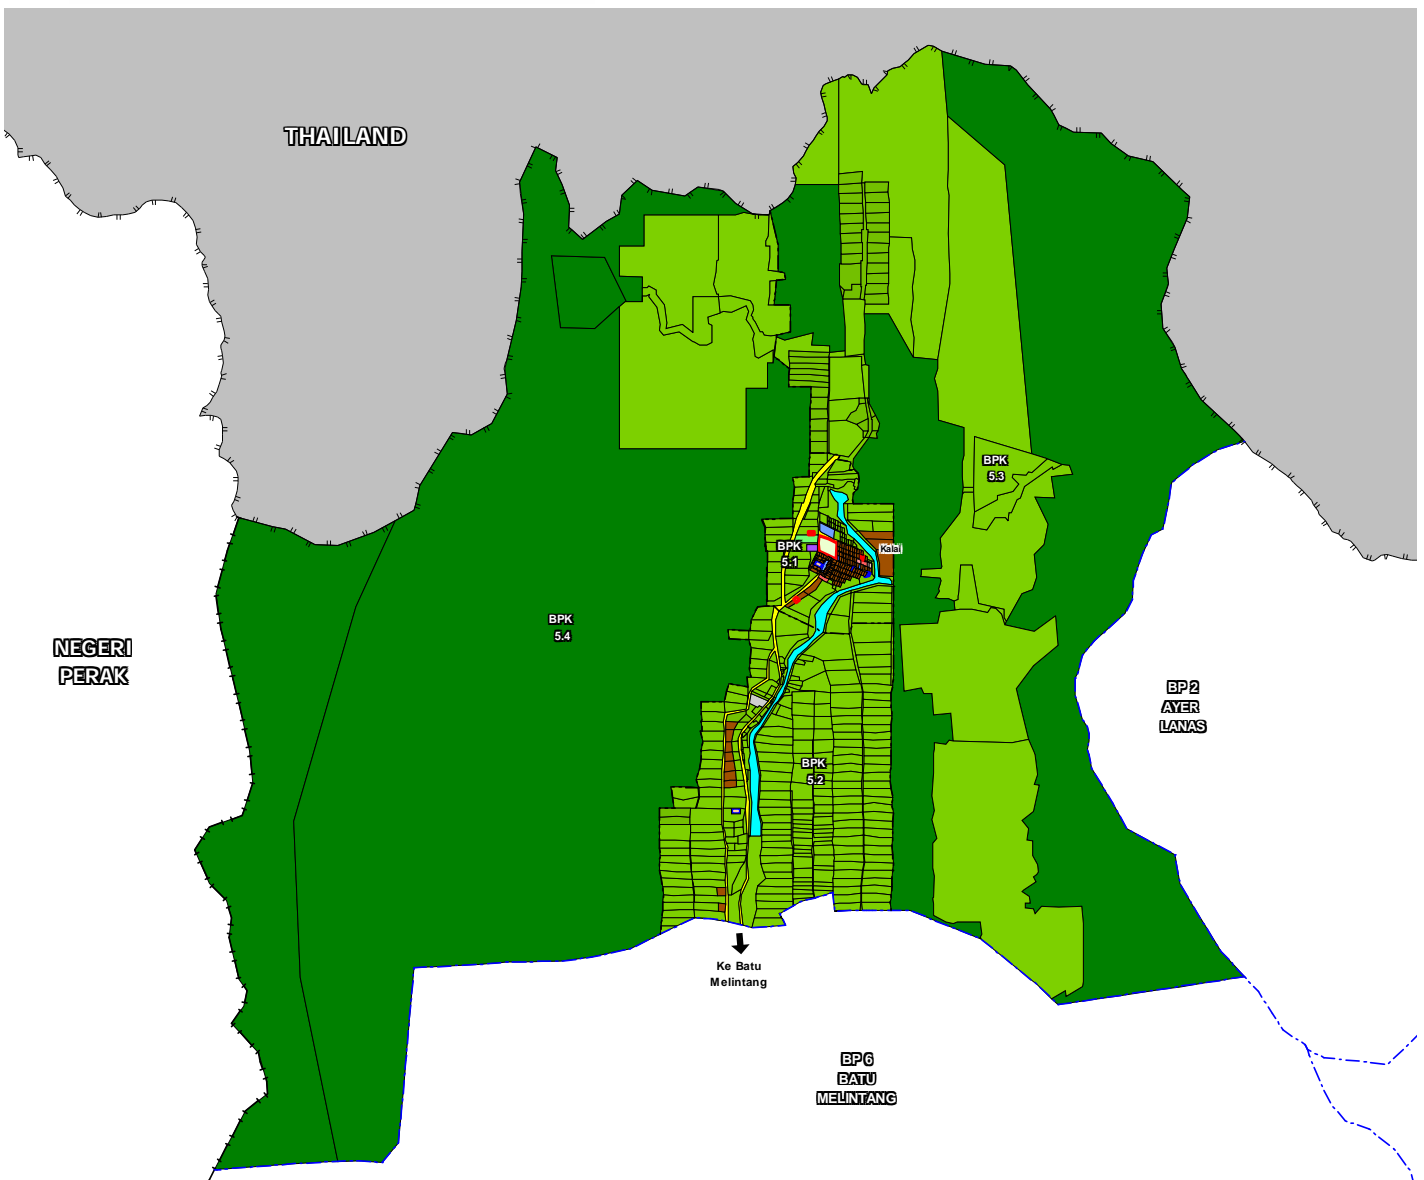 THAILAND
BPK
5.3
BPK
5.1
Kalai
BPK
5.4
NEGERI
PERAK
BP 2
AYER
LANAS
BPK
5.2
Ke Batu
Melintang
BP 6
BATU
MELINTANG